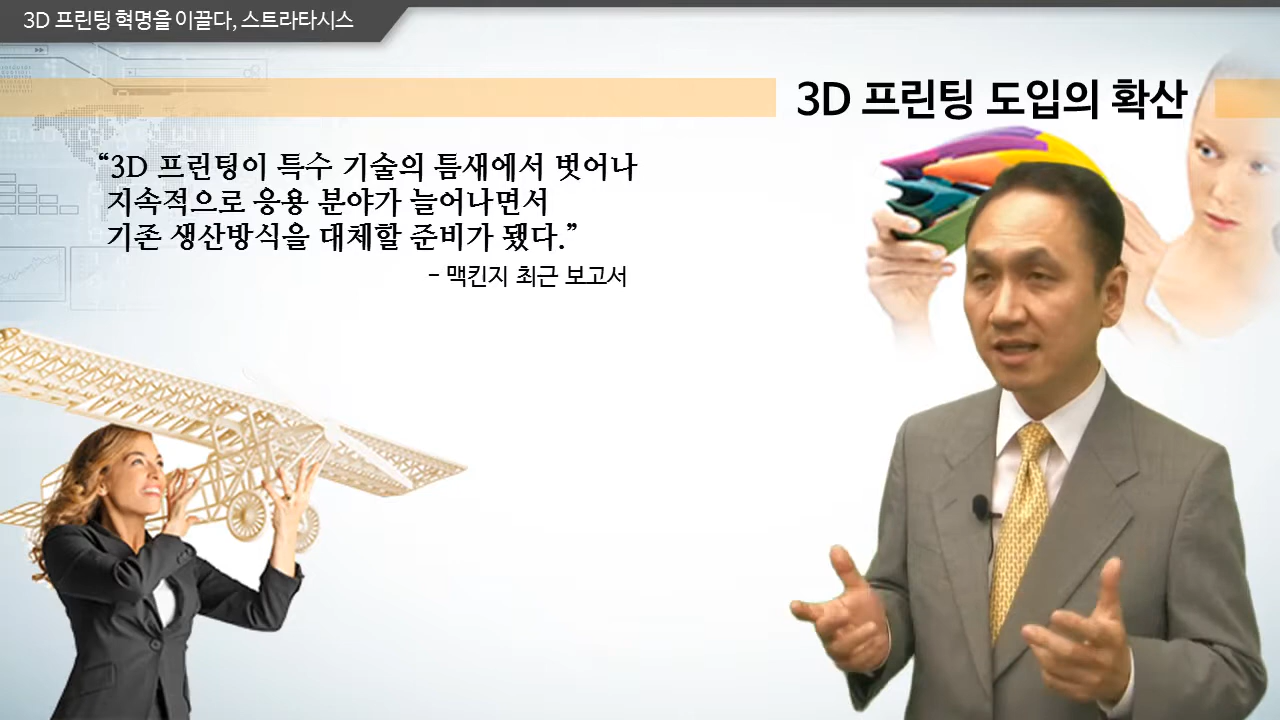 3D 프린팅 혁명을 이끌다, 스트라타시스
3D 프린팅 도입의 확산
“3D 프린팅이 특수 기술의 틈새에서 벗어나
지속적으로 응용 분야가 늘어나면서
기존 생산방식을 대체할 준비가 됐다.”
- 맥킨지 최근 보고서